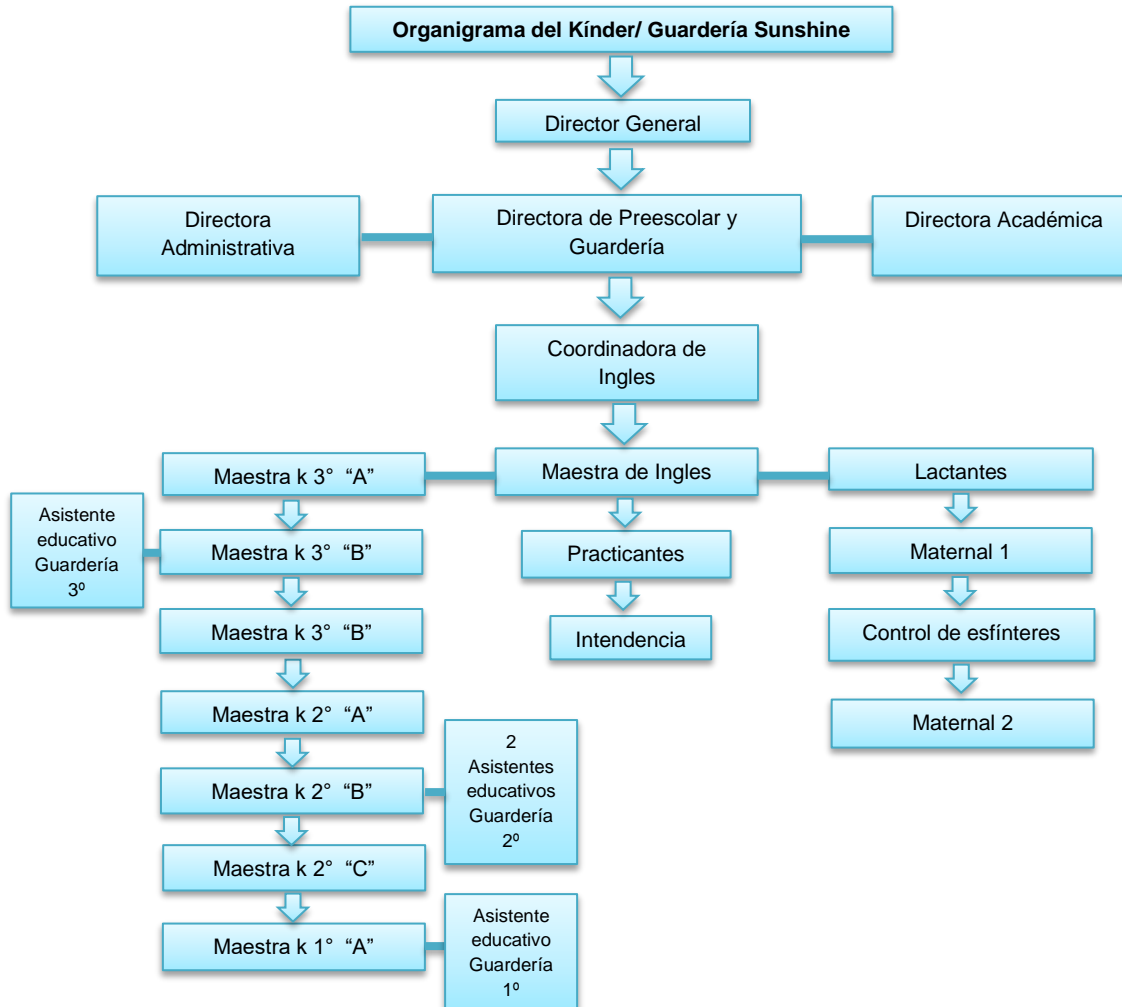 Organigrama del Kínder/ Guardería Sunshine
Director General
Directora
Administrativa
Directora de Preescolar y
Guardería
Directora Académica
Coordinadora de
Ingles
Maestra k 3° “A”
Maestra de Ingles
Lactantes
Asistente
educativo
Guardería
3º
Maestra k 3° “B”
Practicantes
Maternal 1
Maestra k 3° “B”
Intendencia
Control de esfínteres
Maestra k 2° “A”
Maternal 2
Maestra k 2° “B”
2
Asistentes
educativos
Guardería
2º
Maestra k 2° “C”
Maestra k 1° “A”
Asistente
educativo
Guardería
1º